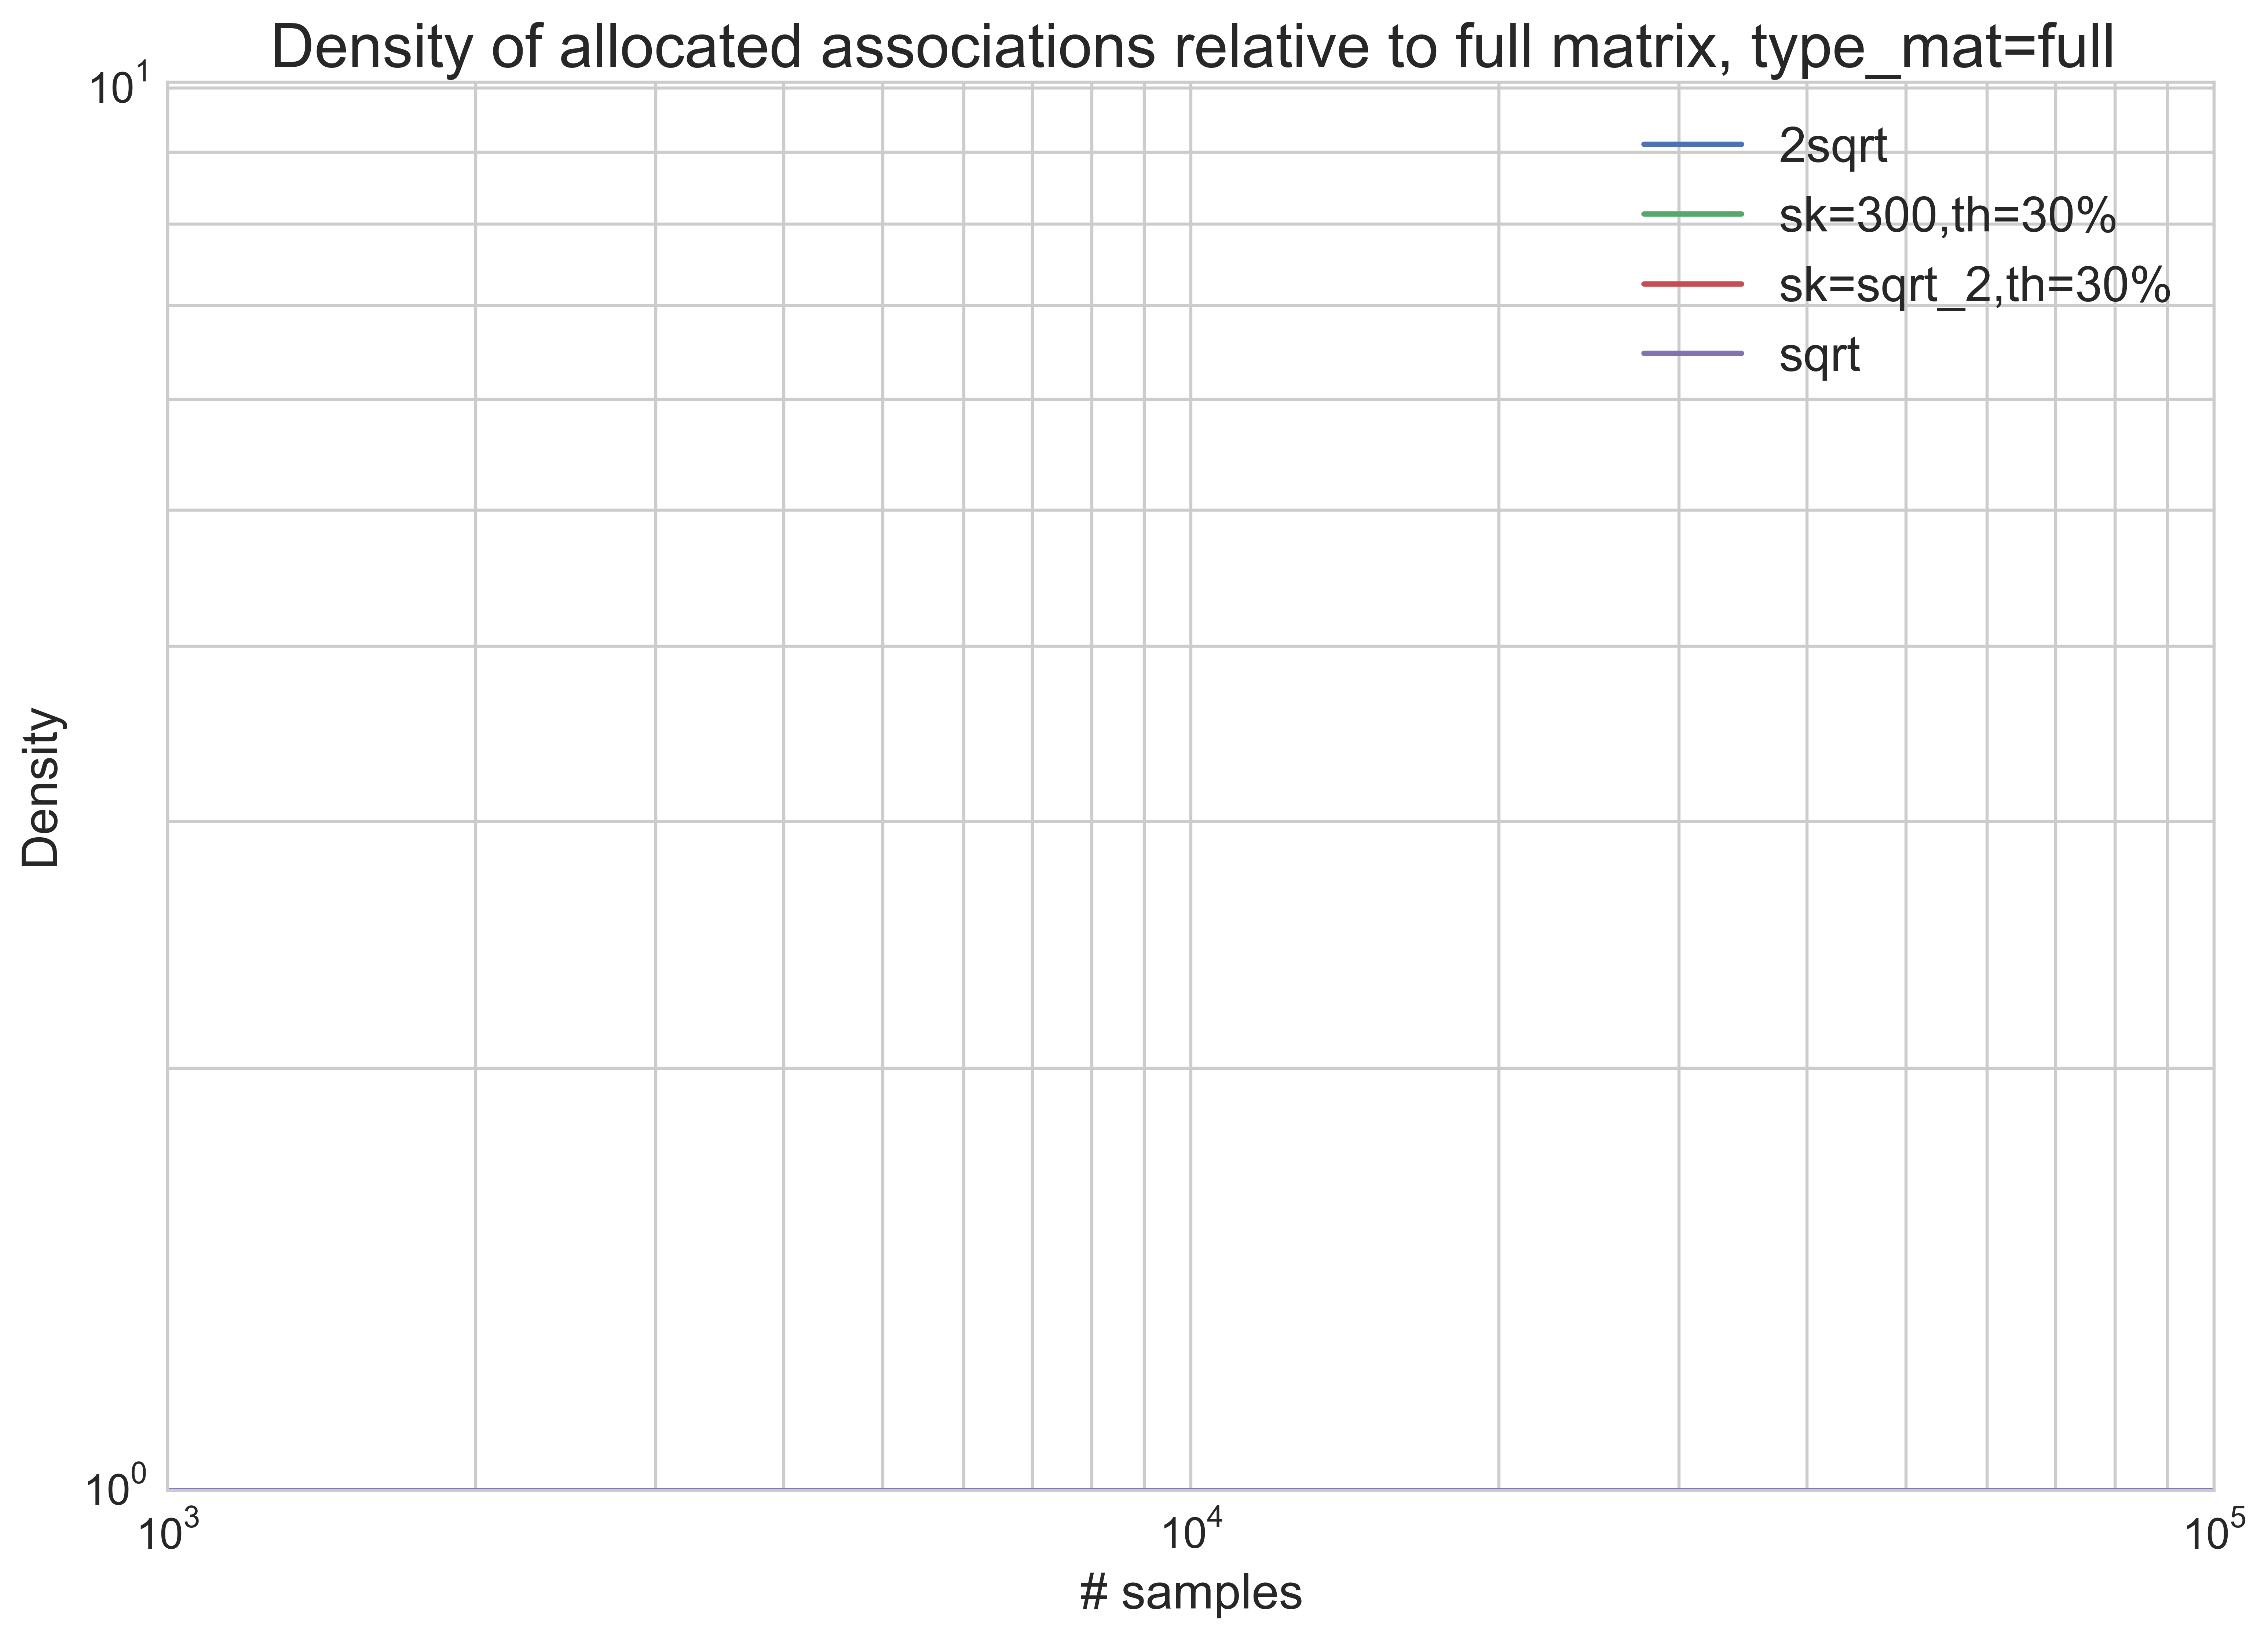 Density of allocated associations relative to full matrix, type_mat=full
10^1
2sqrt
sk=300,th=30%
sk=sqrt_2,th=30%
sqrt
Density
10^0
10^3
10^4
10^5
# samples